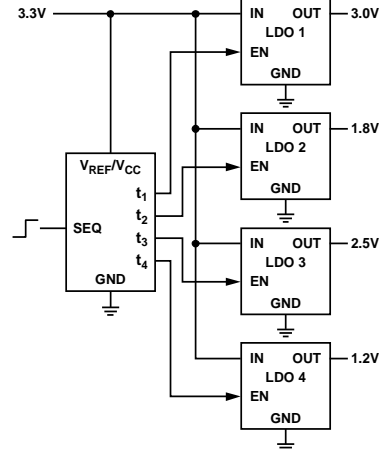 3.3V
IN OUT
3.0V
LDO 1
EN
GND
IN OUT
1.8V
LDO 2
EN
GND
VREF/VCC
t1
t2
SEQ
t3
t4
GND
IN OUT
2.5V
LDO 3
EN
GND
IN OUT
1.2V
LDO 4
EN
GND